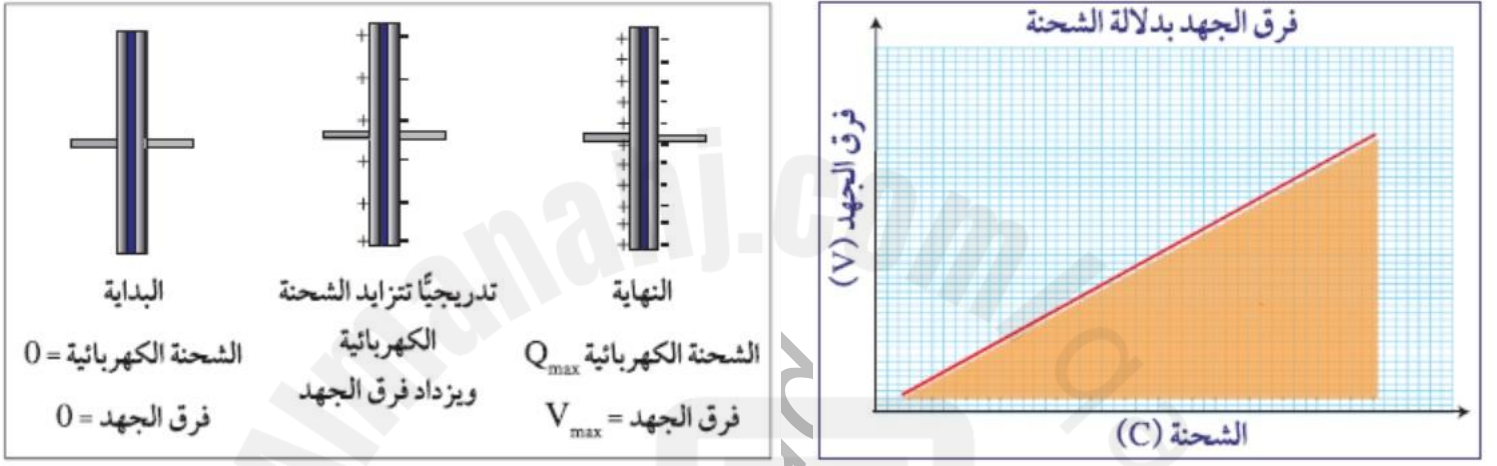 البداية
الشحنة الكهربائية = 0
فرق الجهد = 0
تدريجيًّا تتزايد الشحنة
الكهربائية
ويزداد فرق الجهد
النهاية
الشحنة الكهربائية Qmax
فرق الجهد = Vmax
فرق الجهد بدلالة الشحنة
فرق الجهد (V)
الشحنة (C)